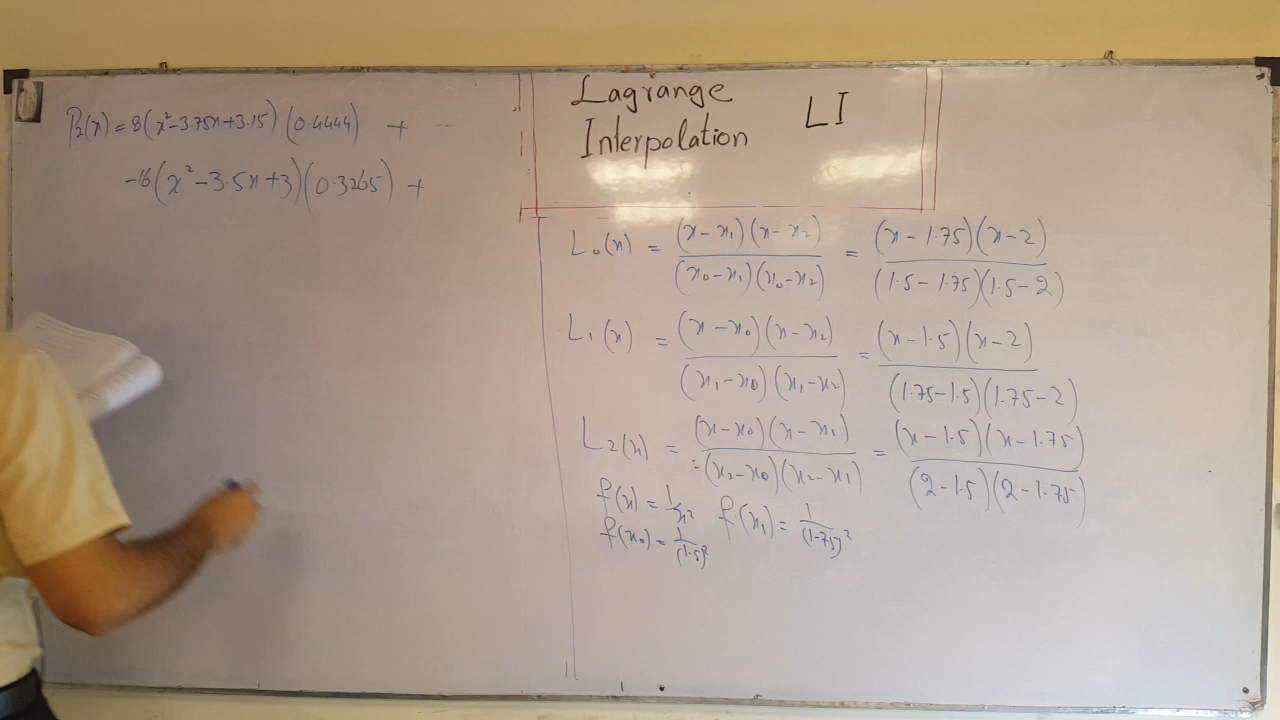 P₂(x) = 8(x²-3.75x+3.15)(0.4444) +
-16(x²-3.5x+3)(0.3265) +
Lagrange
Interpolation LI
L₀(x) = (x-x₁)(x-x₂) / (x₀-x₁)(x₀-x₂) = (x-1.75)(x-2) / (1.5-1.75)(1.5-2)
L₁(x) = (x-x₀)(x-x₂) / (x₁-x₀)(x₁-x₂) = (x-1.5)(x-2) / (1.75-1.5)(1.75-2)
L₂(x) = (x-x₀)(x-x₁) / (x₂-x₀)(x₂-x₁) = (x-1.5)(x-1.75) / (2-1.5)(2-1.75)
f(x) = 1/x² f(x₁) = 1/(1.75)²
f(x₀) = 1/(1.5)²